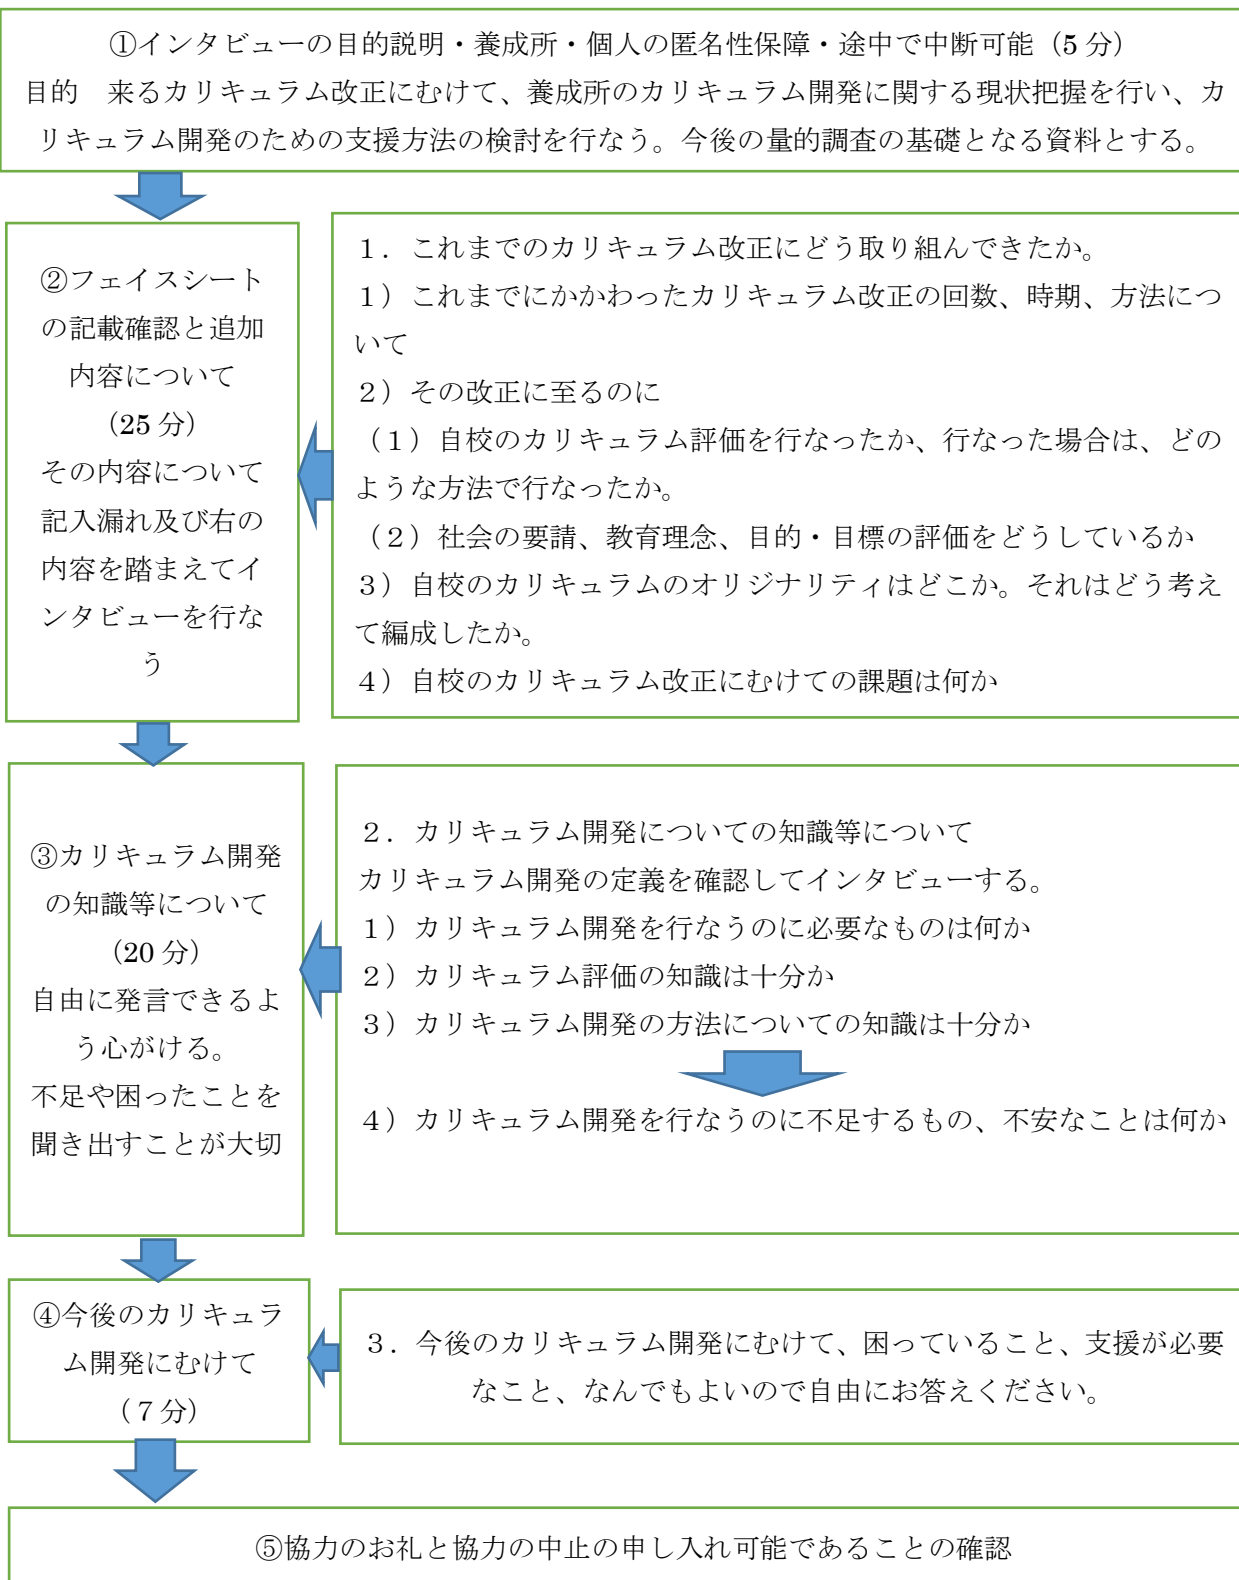 ①インタビューの目的説明・養成所・個人の匿名性保障・途中で中断可能（5 分）
目的　来るカリキュラム改正にむけて、養成所のカリキュラム開発に関する現状把握を行い、カ
リキュラム開発のための支援方法の検討を行なう。今後の量的調査の基礎となる資料とする。
②フェイスシート
の記載確認と追加
内容について
（25 分）
その内容について
記入漏れ及び右の
内容を踏まえてイ
ンタビューを行な
う
１．これまでのカリキュラム改正にどう取り組んできたか。
１）これまでにかかわったカリキュラム改正の回数、時期、方法につ
いて
２）その改正に至るのに
（１）自校のカリキュラム評価を行なったか、行なった場合は、どの
ような方法で行なったか。
（２）社会の要請、教育理念、目的・目標の評価をどうしているか
３）自校のカリキュラムのオリジナリティはどこか。それはどう考え
て編成したか。
４）自校のカリキュラム改正にむけての課題は何か
③カリキュラム開発
の知識等について
（20 分）
自由に発言できるよ
う心がける。
不足や困ったことを
聞き出すことが大切
２．カリキュラム開発についての知識等について
カリキュラム開発の定義を確認してインタビューする。
１）カリキュラム開発を行なうのに必要なものは何か
２）カリキュラム評価の知識は十分か
３）カリキュラム開発の方法についての知識は十分か
４）カリキュラム開発を行なうのに不足するもの、不安なことは何か
④今後のカリキュラ
ム開発にむけて
（７分）
３．今後のカリキュラム開発にむけて、困っていること、支援が必要
なこと、なんでもよいので自由にお答えください。
⑤協力のお礼と協力の中止の申し入れ可能であることの確認